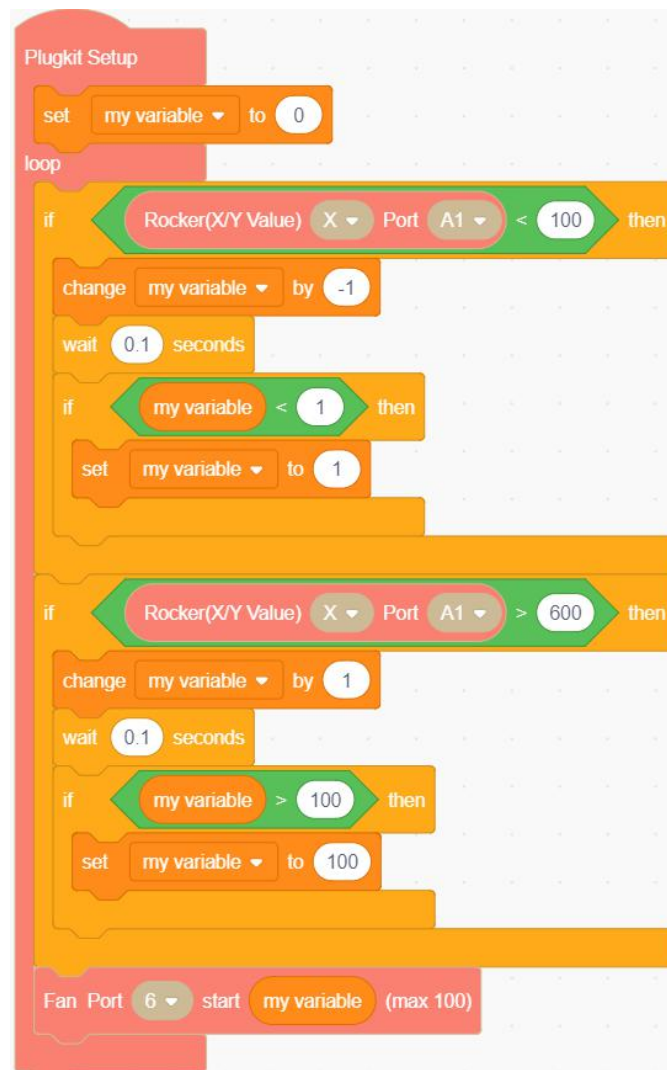 Plugkit Setup
set my variable to 0
loop
if Rocker(X/Y Value) X Port A1 < 100 then
change my variable by -1
wait 0.1 seconds
if my variable < 1 then
set my variable to 1
if Rocker(X/Y Value) X Port A1 > 600 then
change my variable by 1
wait 0.1 seconds
if my variable > 100 then
set my variable to 100
Fan Port 6 start my variable (max 100)